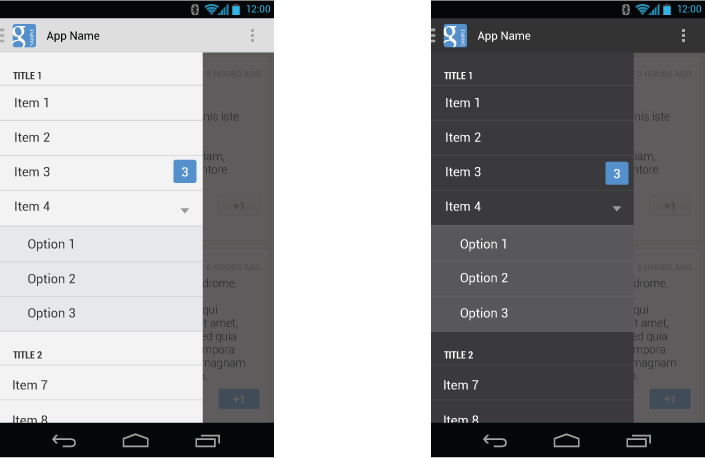 12:00
App Name
TITLE 1
3 HOURS AGO
Item 1
nis iste
Item 2
iam,
Item 3
3
ntore
Item 4
+1
Option 1
6 HOURS AGO
Option 2
drome.
Option 3
qui
t amet,
ed quia
mpora
TITLE 2
magnam
Item 7
+1
Item 8
12:00
App Name
TITLE 1
3 HOURS AGO
Item 1
nis iste
Item 2
iam,
Item 3
3
ntore
Item 4
+1
Option 1
6 HOURS AGO
Option 2
drome.
Option 3
qui
t amet,
ed quia
mpora
TITLE 2
magnam
Item 7
+1
Item 8